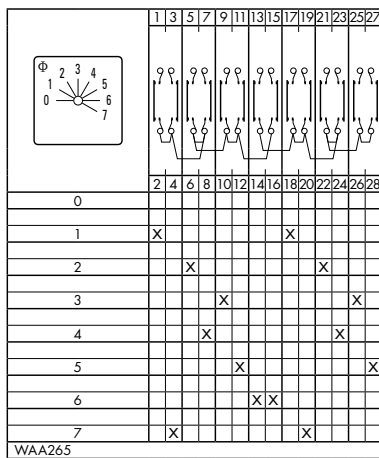 1 3 5 7 9 11 13 15 17 19 21 23 25 27
Φ
0 1 2 3 4 5 6 7
2 4 6 8 10 12 14 16 18 20 22 24 26 28
0
1 X X
2 X X
3 X X
4 X X
5 X X
6 X X
7 X X
WAA265